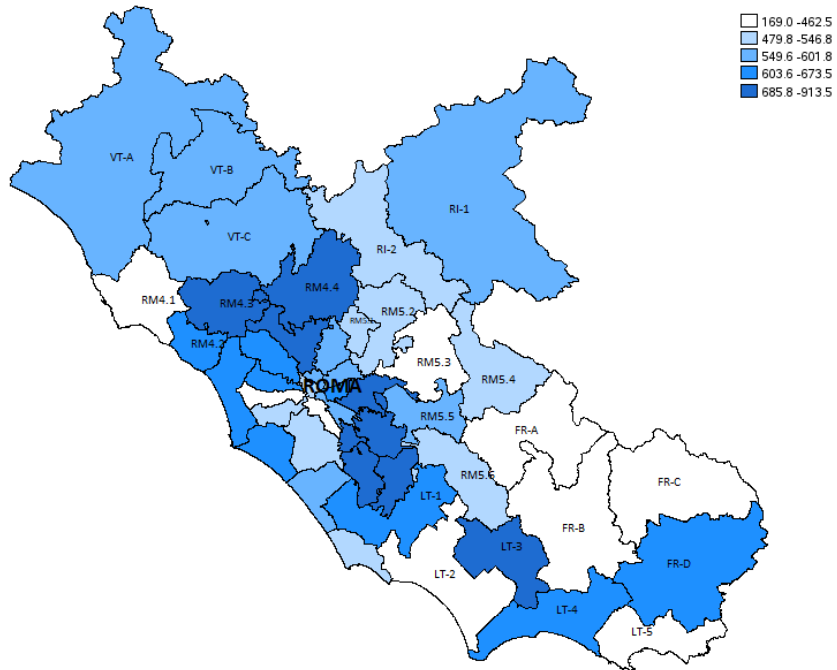 169.0 -462.5
479.8 -546.8
549.6 -601.8
603.6 -673.5
685.8 -913.5
VT-A
VT-B
RI-1
VT-C
RI-2
RM4.4
RM4.1
RM4.3
RM5.2
RM4.2
RM5.3
ROMA
RM5.4
RM5.5
FR-A
RM5.6
FR-C
LT-1
FR-B
LT-3
FR-D
LT-2
LT-4
LT-5